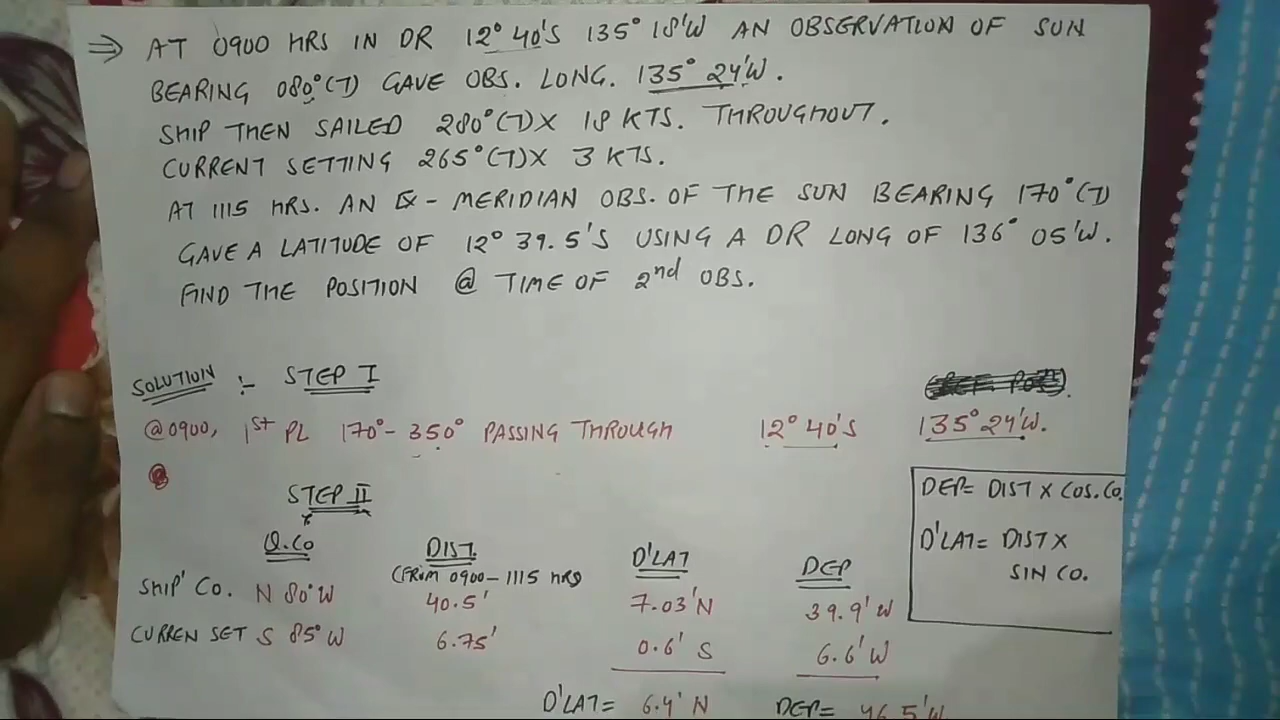 ⇒ AT 0900 HRS IN DR 12° 40'S 135° 18'W AN OBSERVATION OF SUN
BEARING 080°(T) GAVE OBS. LONG. 135° 24'W.
SHIP THEN SAILED 280°(T) X 18 KTS. THROUGHOUT.
CURRENT SETTING 265°(T) X 3 KTS.
AT 1115 HRS. AN EX-MERIDIAN OBS. OF THE SUN BEARING 170°(T)
GAVE A LATITUDE OF 12° 39.5'S USING A DR LONG OF 136° 05'W.
FIND THE POSITION @ TIME OF 2nd OBS.
SOLUTION :- STEP I
@0900, 1st PL 170°-350° PASSING THROUGH 12° 40'S 135° 24'W.
STEP II
DEP= DIST X COS. CO.
D'LAT= DIST X
SIN CO.
Q.CO DIST. D'LAT DEP
(FROM 0900-1115 HRS)
SHIP' CO. N 80° W 40.5' 7.03'N 39.9' W
CURREN SET S 85° W 6.75' 0.6' S 6.6' W
D'LAT= 6.4' N DEP= 46.5'W